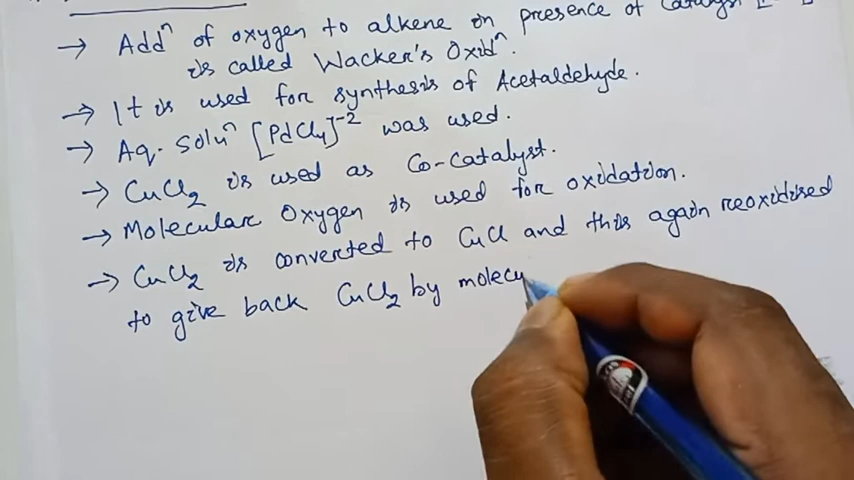 → Addⁿ of oxygen to alkene in presence of catalyst
is called Wacker's Oxidⁿ.
→ It is used for synthesis of Acetaldehyde.
→ Aq. Soluⁿ [PdCl₄]⁻² was used.
→ CuCl₂ is used as Co-catalyst.
→ Molecular Oxygen is used for oxidation.
→ CuCl₂ is converted to CuCl and this again reoxidised
to give back CuCl₂ by molecu